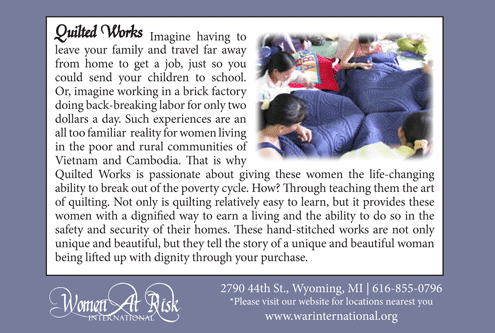 Quilted Works Imagine having to
leave your family and travel far away
from home to get a job, just so you
could send your children to school.
Or, imagine working in a brick factory
doing back-breaking labor for only two
dollars a day. Such experiences are an
all too familiar reality for women living
in the poor and rural communities of
Vietnam and Cambodia. That is why
Quilted Works is passionate about giving these women the life-changing
ability to break out of the poverty cycle. How? Through teaching them the art
of quilting. Not only is quilting relatively easy to learn, but it provides these
women with a dignified way to earn a living and the ability to do so in the
safety and security of their homes. These hand-stitched works are not only
unique and beautiful, but they tell the story of a unique and beautiful woman
being lifted up with dignity through your purchase.
Women At Risk
INTERNATIONAL
2790 44th St., Wyoming, MI | 616-855-0796
*Please visit our website for locations nearest you
www.warinternational.org